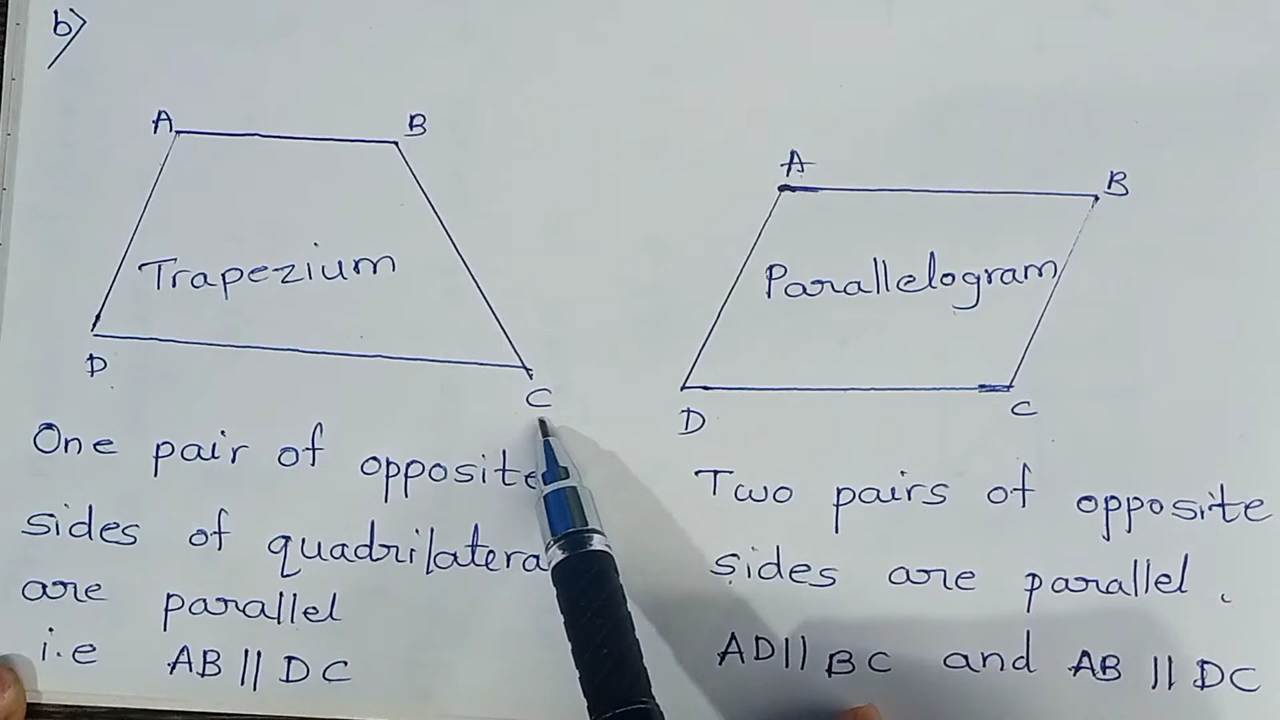 b)
A B
Trapezium
D
C
One pair of opposite
sides of quadrilatera
are parallel
i.e AB || DC
A
B
Parallelogram
D C
Two pairs of opposite
sides are parallel.
AD || BC and AB || DC